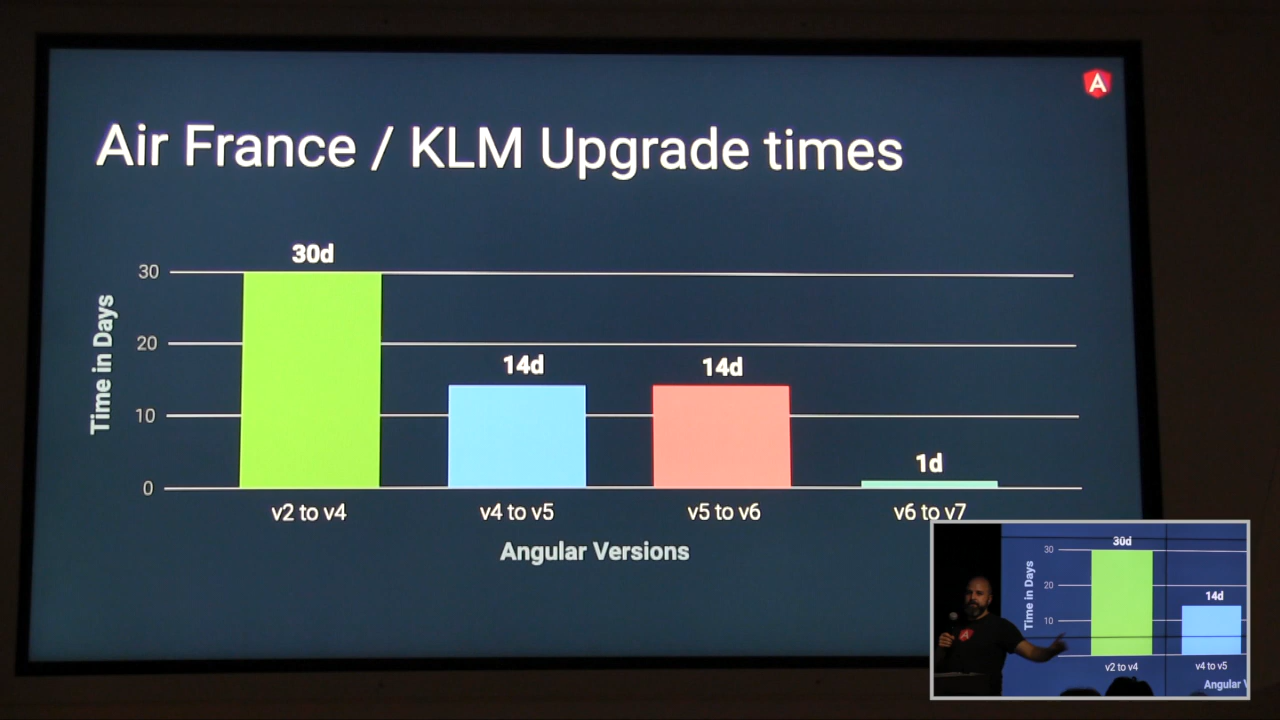 A
Air France / KLM Upgrade times
Time in Days
30
20
10
0
30d
14d
14d
1d
v2 to v4
v4 to v5
v5 to v6
v6 to v7
Angular Versions
Time in Days
30
20
10
30d
14d
v2 to v4
v4 to v5
Angular V